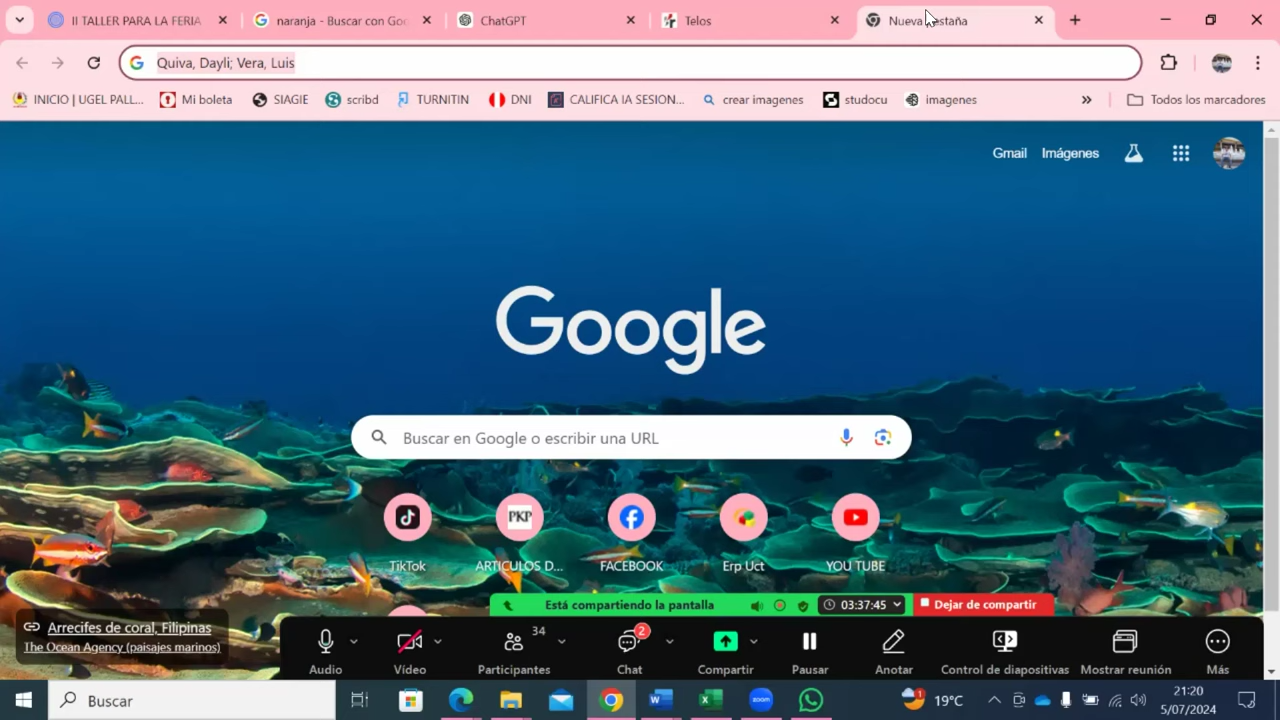 II TALLER PARA LA FERIA
naranja - Buscar con Goo
ChatGPT
Telos
Nueva pestaña
Quiva, Dayli; Vera, Luis
INICIO | UGEL PALL...
Mi boleta
SIAGIE
scribd
TURNITIN
DNI
CALIFICA IA SESION...
crear imagenes
studocu
imagenes
Todos los marcadores
Gmail
Imágenes
Google
Buscar en Google o escribir una URL
PKP
TikTok
ARTICULOS D...
FACEBOOK
Erp Uct
YOU TUBE
Está compartiendo la pantalla
03:37:45
Dejar de compartir
Arrecifes de coral, Filipinas
The Ocean Agency (paisajes marinos)
34
2
Audio
Vídeo
Participantes
Chat
Compartir
Pausar
Anotar
Control de diapositivas
Mostrar reunión
Más
Buscar
zoom
1
19°C
21:20
5/07/2024